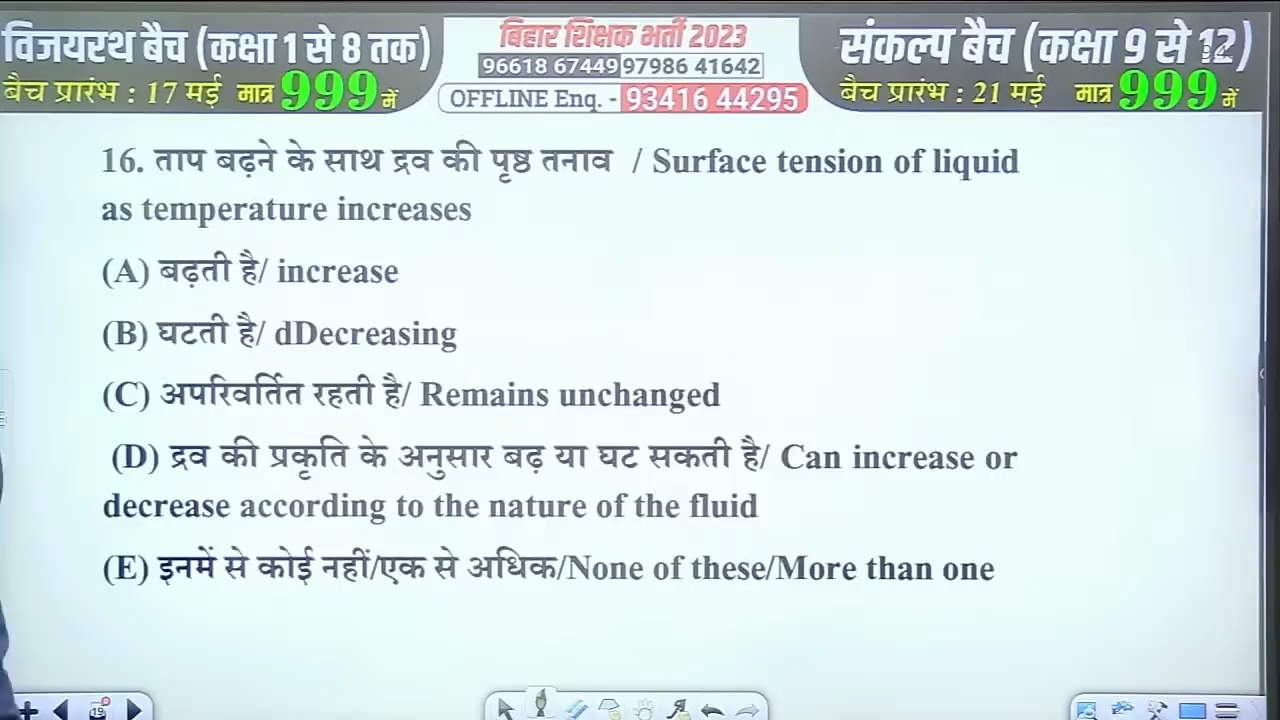 विजयरथ बैच (कक्षा 1 से 8 तक)
बैच प्रारंभ : 17 मई मात्र 999 में
बिहार शिक्षक भर्ती 2023
96618 67449 97986 41642
OFFLINE Enq. - 93416 44295
संकल्प बैच (कक्षा 9 से 12)
बैच प्रारंभ : 21 मई मात्र 999 में
16. ताप बढ़ने के साथ द्रव की पृष्ठ तनाव / Surface tension of liquid
as temperature increases
(A) बढ़ती है/ increase
(B) घटती है/ dDecreasing
(C) अपरिवर्तित रहती है/ Remains unchanged
(D) द्रव की प्रकृति के अनुसार बढ़ या घट सकती है/ Can increase or
decrease according to the nature of the fluid
(E) इनमें से कोई नहीं/एक से अधिक/None of these/More than one
19